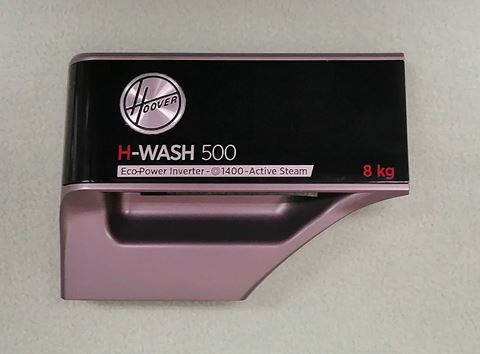 HOOVER
H-WASH 500
Eco-Power Inverter-◎1400-Active Steam
8 kg